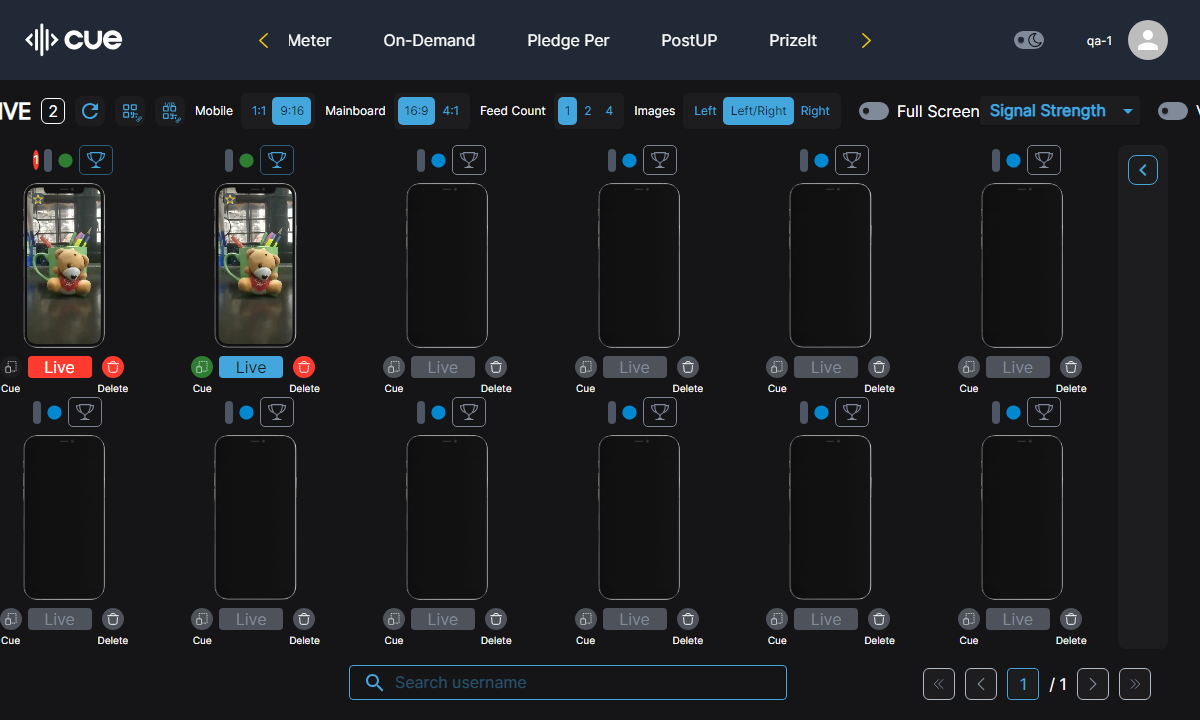 cue
Meter On-Demand Pledge Per PostUP PrizeIt
qa-1
IVE 2 Mobile 1:1 9:16 Mainboard 16:9 4:1 Feed Count 1 2 4 Images Left Left/Right Right Full Screen Signal Strength
1
Live Live Live Live Live Live
Cue Delete Cue Delete Cue Delete Cue Delete Cue Delete Cue Delete
Live Live Live Live Live Live
Cue Delete Cue Delete Cue Delete Cue Delete Cue Delete Cue Delete
Search username
1 / 1